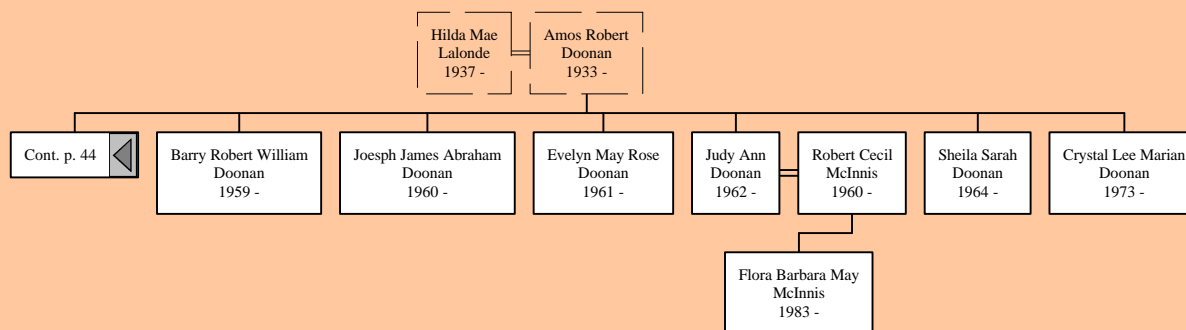 Hilda Mae
Lalonde
1937 -
Amos Robert
Doonan
1933 -
Cont. p. 44
Barry Robert William
Doonan
1959 -
Joesph James Abraham
Doonan
1960 -
Evelyn May Rose
Doonan
1961 -
Judy Ann
Doonan
1962 -
Robert Cecil
McInnis
1960 -
Sheila Sarah
Doonan
1964 -
Crystal Lee Marian
Doonan
1973 -
Flora Barbara May
McInnis
1983 -